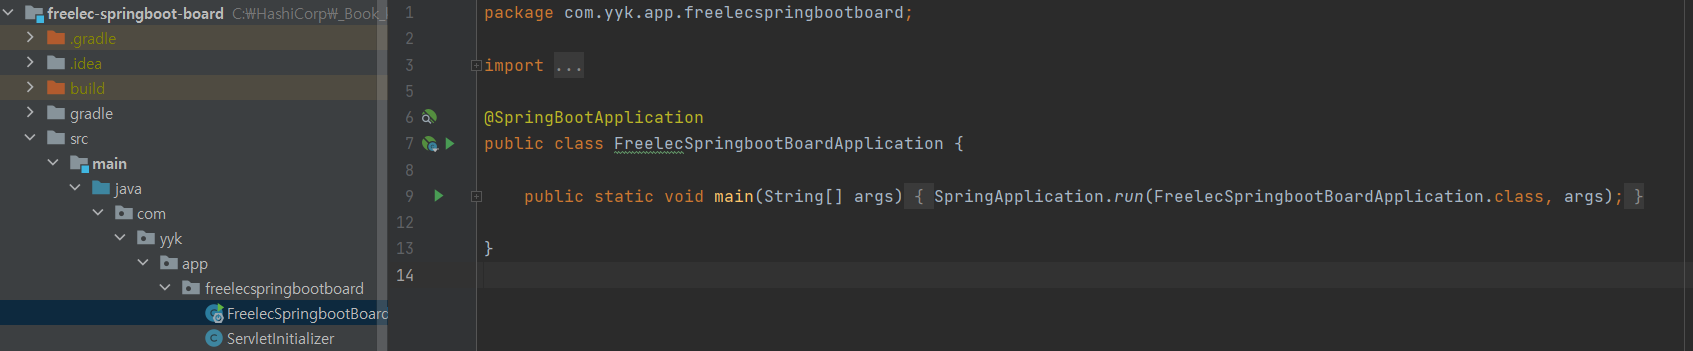 freelec-springboot-board C:₩HashiCorp₩_Book_
.gradle
.idea
build
gradle
src
main
java
com
yyk
app
freelecspringbootboard
FreelecSpringbootBoard
ServletInitializer
1 package com.yyk.app.freelecspringbootboard;
2
3 import ...
5
6 @SpringBootApplication
7 public class FreelecSpringbootBoardApplication {
8
9 public static void main(String[] args) { SpringApplication.run(FreelecSpringbootBoardApplication.class, args); }
12
13 }
14